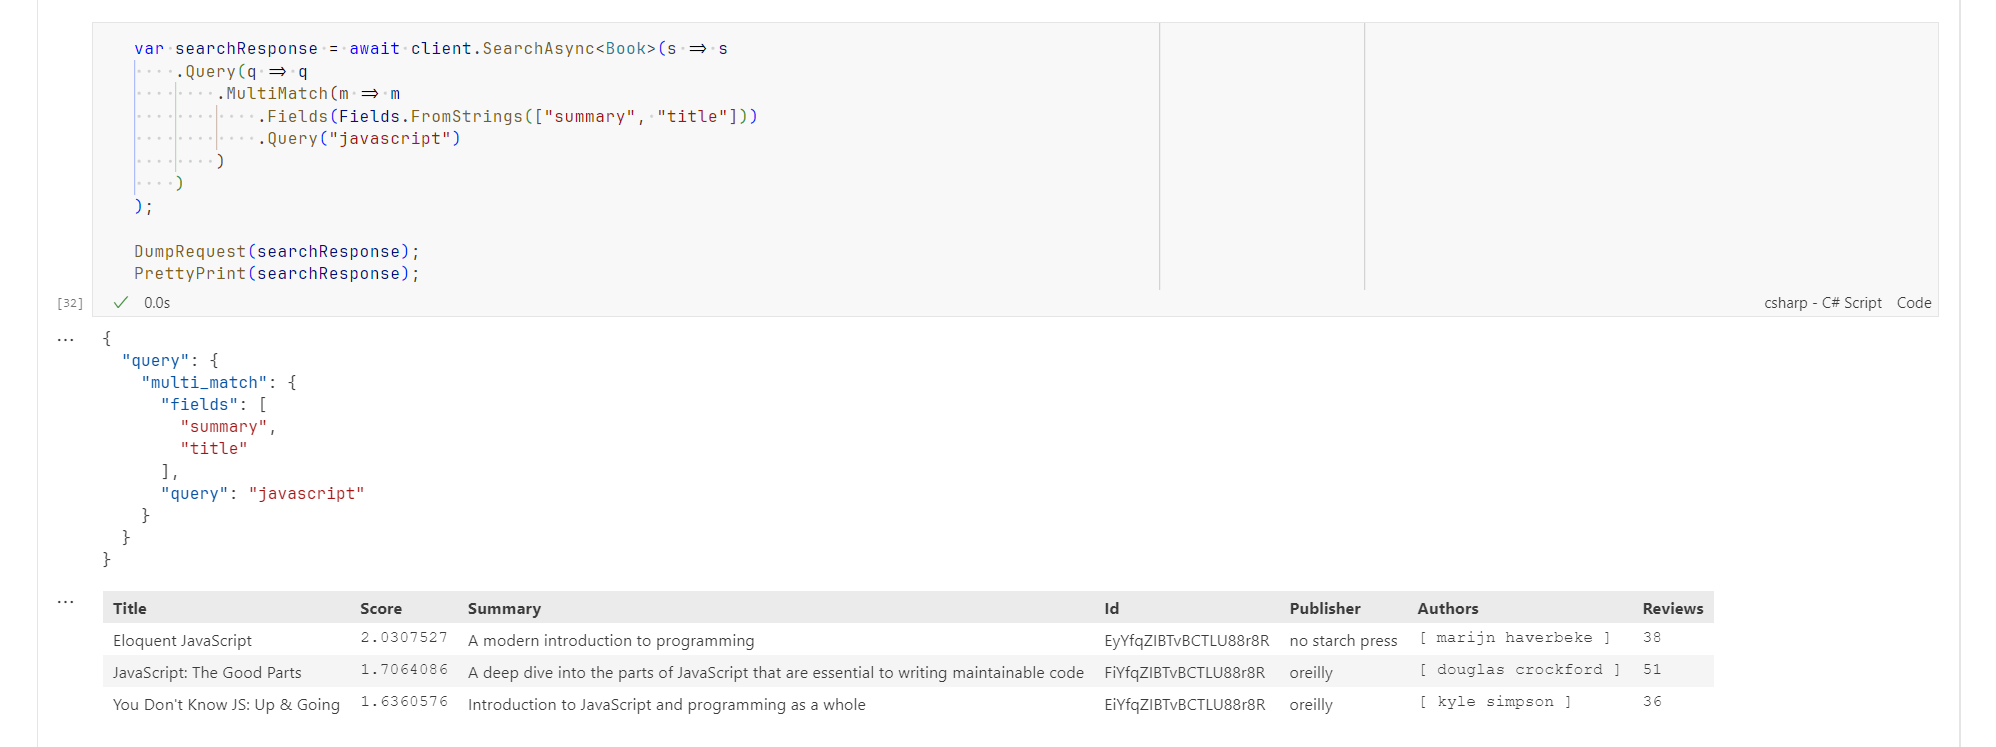 var searchResponse = await client.SearchAsync<Book>(s => s
    .Query(q => q
        .MultiMatch(m => m
            .Fields(Fields.FromStrings(["summary", "title"]))
            .Query("javascript")
        )
    )
);
DumpRequest(searchResponse);
PrettyPrint(searchResponse);
[32] ✓ 0.0s csharp - C# Script Code
... {
  "query": {
    "multi_match": {
      "fields": [
        "summary",
        "title"
      ],
      "query": "javascript"
    }
  }
}
...
Title Score Summary Id Publisher Authors Reviews
Eloquent JavaScript 2.0307527 A modern introduction to programming EyYfqZIBTvBCTLU88r8R no starch press [ marijn haverbeke ] 38
JavaScript: The Good Parts 1.7064086 A deep dive into the parts of JavaScript that are essential to writing maintainable code FiYfqZIBTvBCTLU88r8R oreilly [ douglas crockford ] 51
You Don't Know JS: Up & Going 1.6360576 Introduction to JavaScript and programming as a whole EiYfqZIBTvBCTLU88r8R oreilly [ kyle simpson ] 36